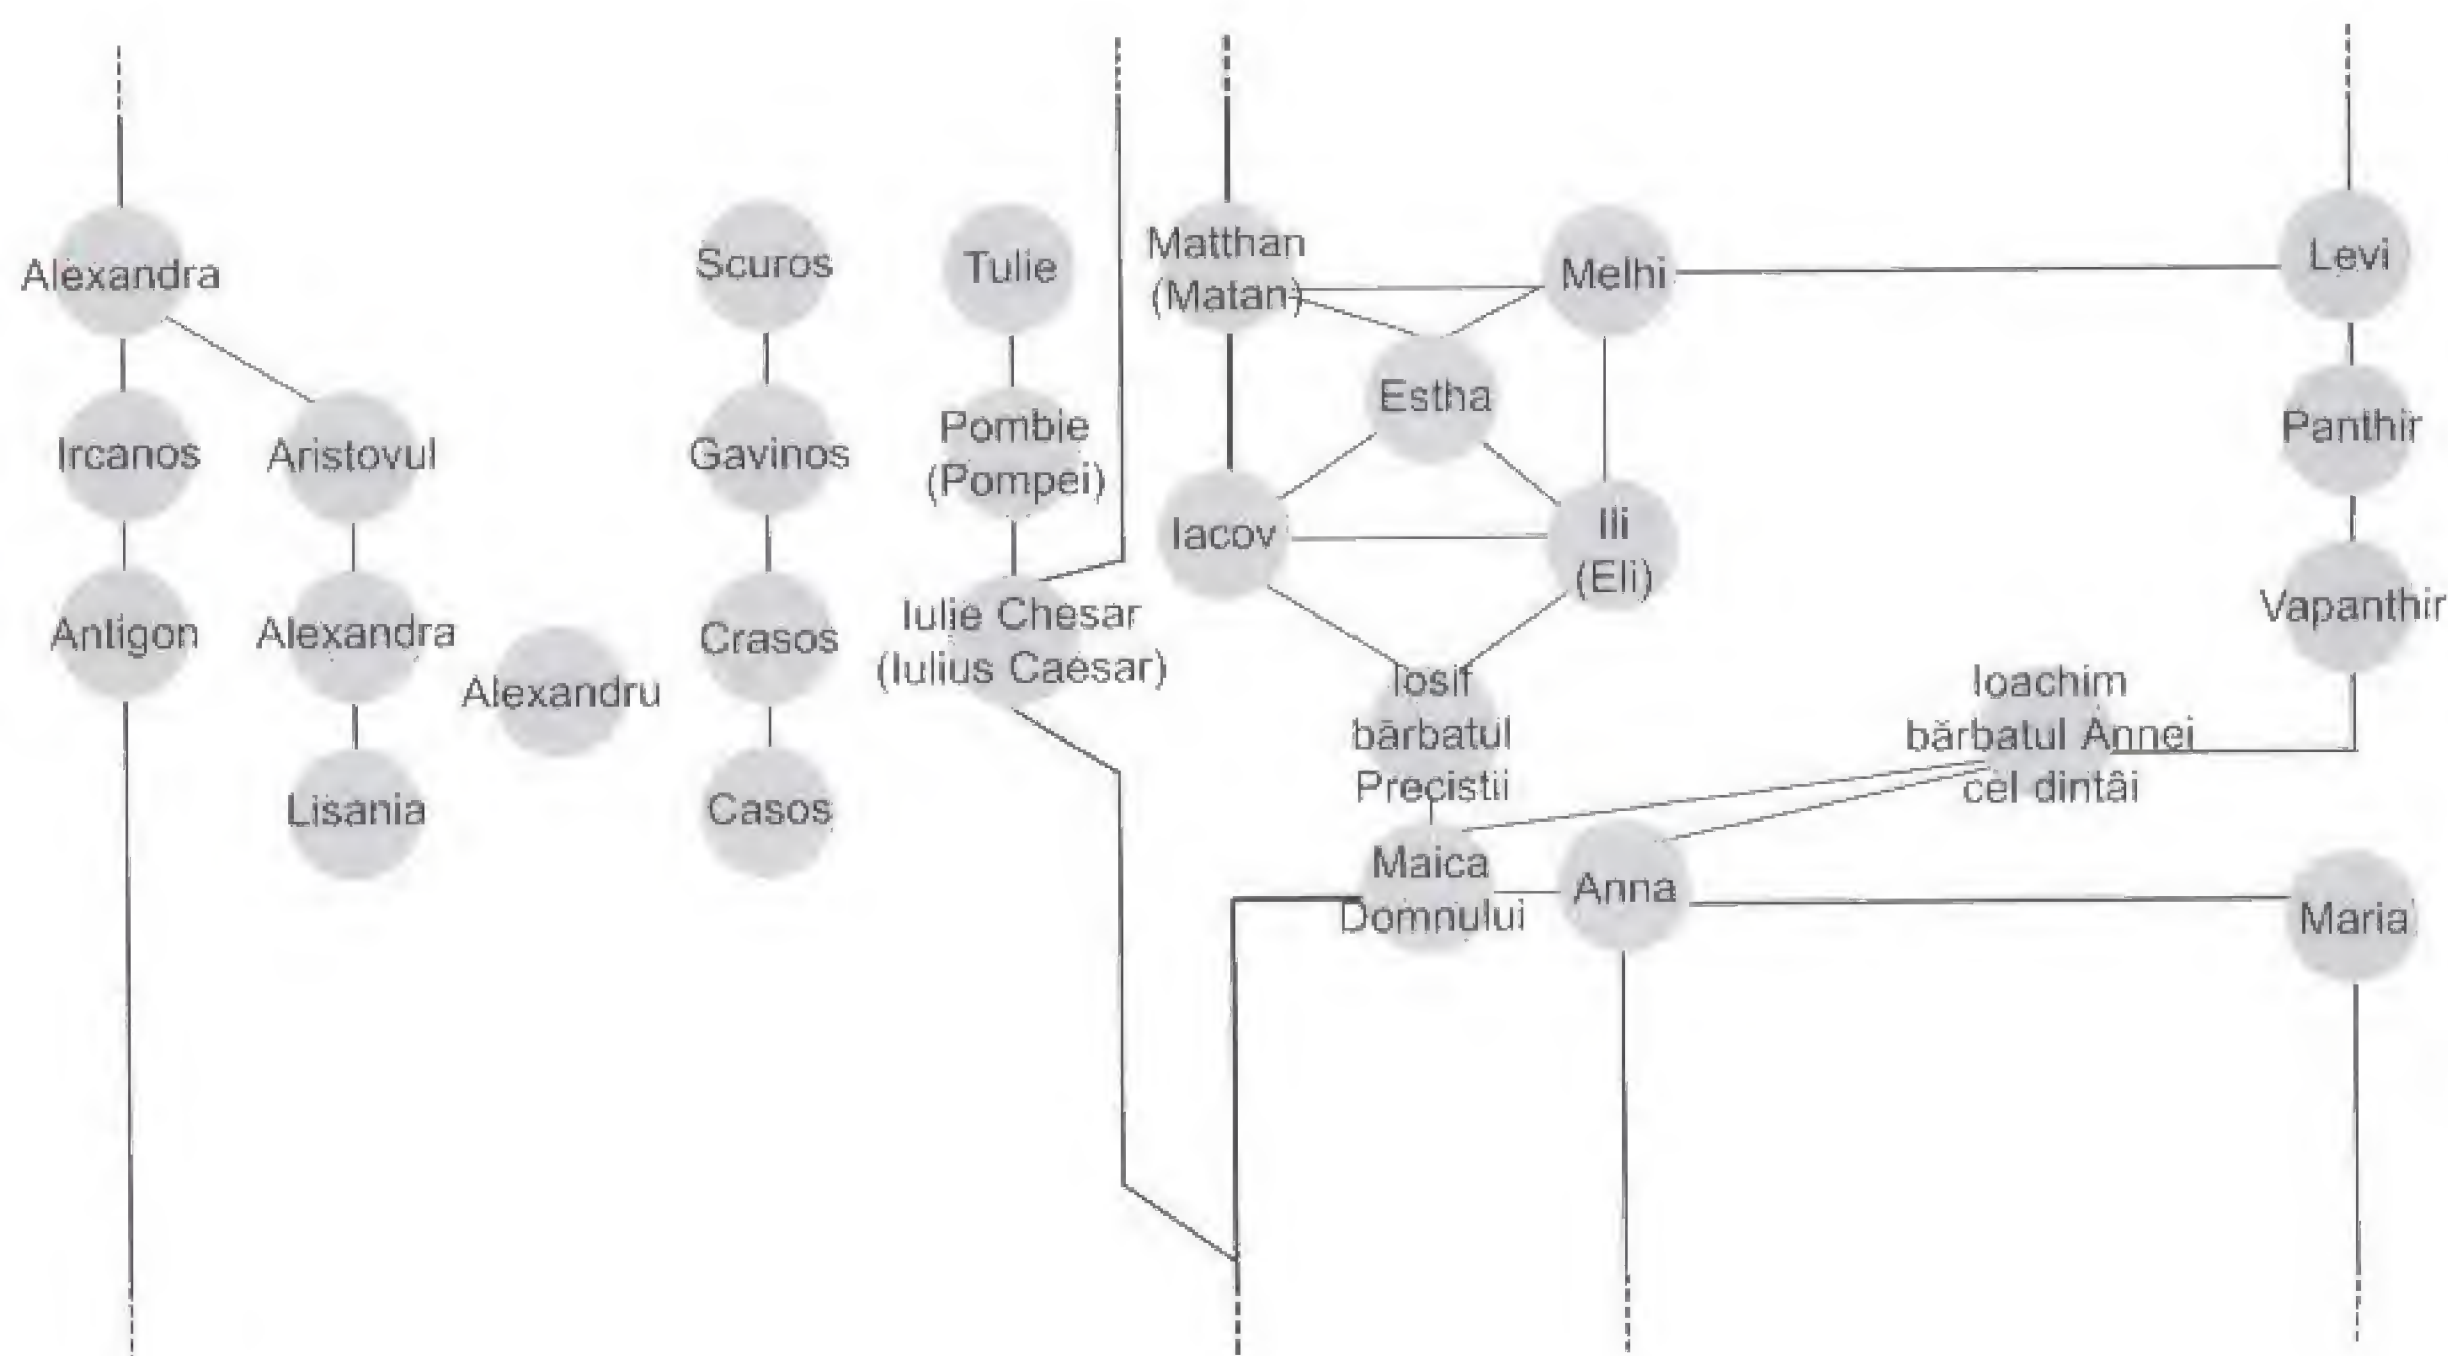 Alexandra
Scuros
Tulie
Matthan
(Matan)
Melhi
Levi
Estha
Ircanos
Aristovul
Gavinos
Pombie
(Pompei)
Panthir
Iacov
Ili
(Eli)
Antigon
Alexandra
Alexandru
Crasos
Iulie Chesar
(Iulius Caesar)
Vapanthir
Iosif
bărbatul
Precistii
Ioachim
bărbatul Annei
cel dintâi
Lisania
Casos
Maica
Domnului
Anna
Maria